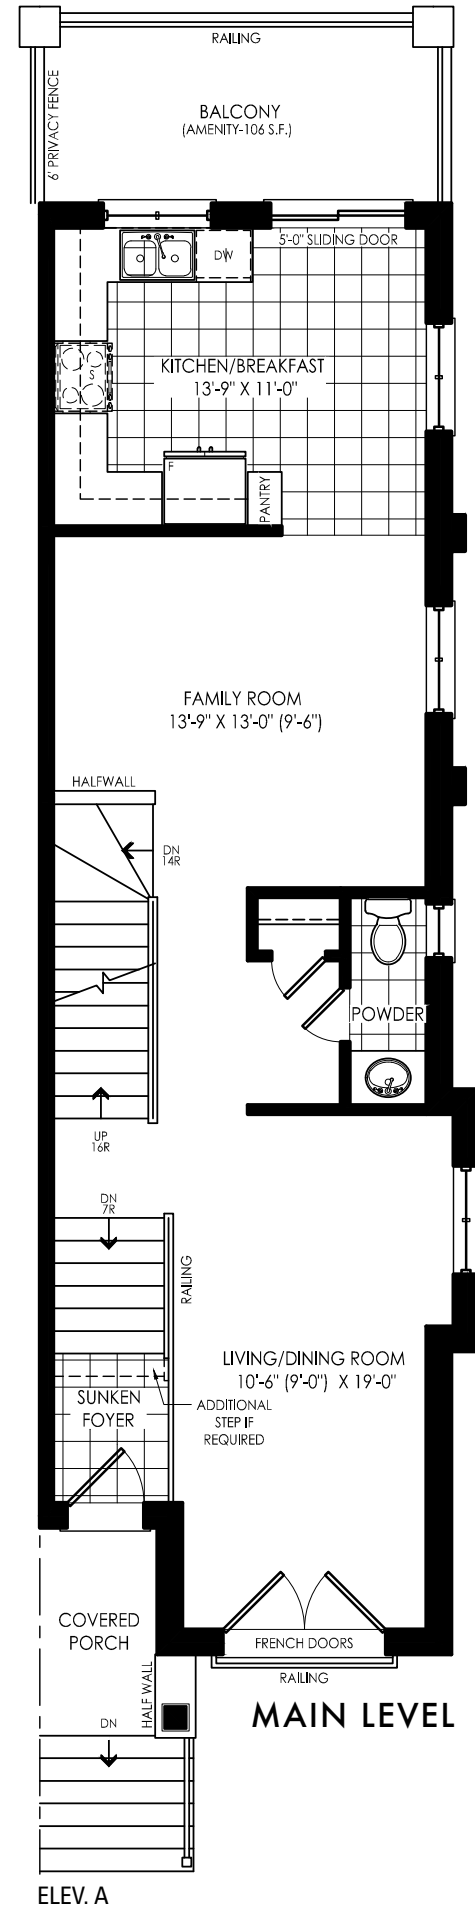 RAILING
6' PRIVACY FENCE
BALCONY
(AMENITY-106 S.F.)
5'-0" SLIDING DOOR
DW
KITCHEN/BREAKFAST
13'-9" X 11'-0"
S
F
PANTRY
FAMILY ROOM
13'-9" X 13'-0" (9'-6")
HALFWALL
DN
14R
POWDER
UP
16R
DN
7R
RAILING
LIVING/DINING ROOM
10'-6" (9'-0") X 19'-0"
SUNKEN
FOYER
ADDITIONAL
STEP IF
REQUIRED
COVERED
PORCH
FRENCH DOORS
RAILING
HALF WALL
MAIN LEVEL
DN
ELEV. A